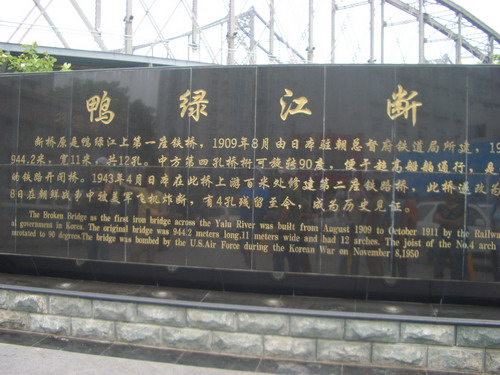 鸭 绿 江 断
断桥原是鸭绿江上第一座铁桥，1909年8月由日本驻朝总督府铁道局所建，1
944.2米，宽11米，共12孔。中方第四孔桥桁可旋转90度，便于超高船舶通行，是
的铁路开闭桥。1943年4月日本在此桥上游百米处修建第二座铁路桥，此桥遂改
8日在朝鲜战争中被美军飞机炸断，有4孔残留至今，成为历史见证。
The Broken Bridge as the first iron bridge across the Yalu River was built from August 1909 to October 1911 by the Railwa
al government in Korea. The original bridge was 944.2 meters long,11 meters wide and had 12 arches. The joist of the No.4 arch
rerotated to 90 degrees.The bridge was bombed by the U.S.Air Force during the Korean War on November 8,1950